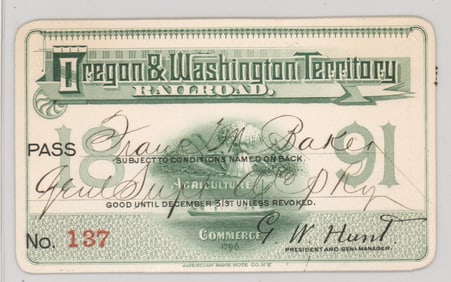 Oregon & Washington Territory
RAILROAD.
1891
PASS Frank M Baker
SUBJECT TO CONDITIONS NAMED ON BACK.
AGRICULTURE
Genl Supt
GOOD UNTIL DECEMBER 31ST UNLESS REVOKED.
No. 137
COMMERCE
G. W. Hunt.
PRESIDENT AND GEN'L MANAGER.
AMERICAN BANK NOTE CO. N.Y.